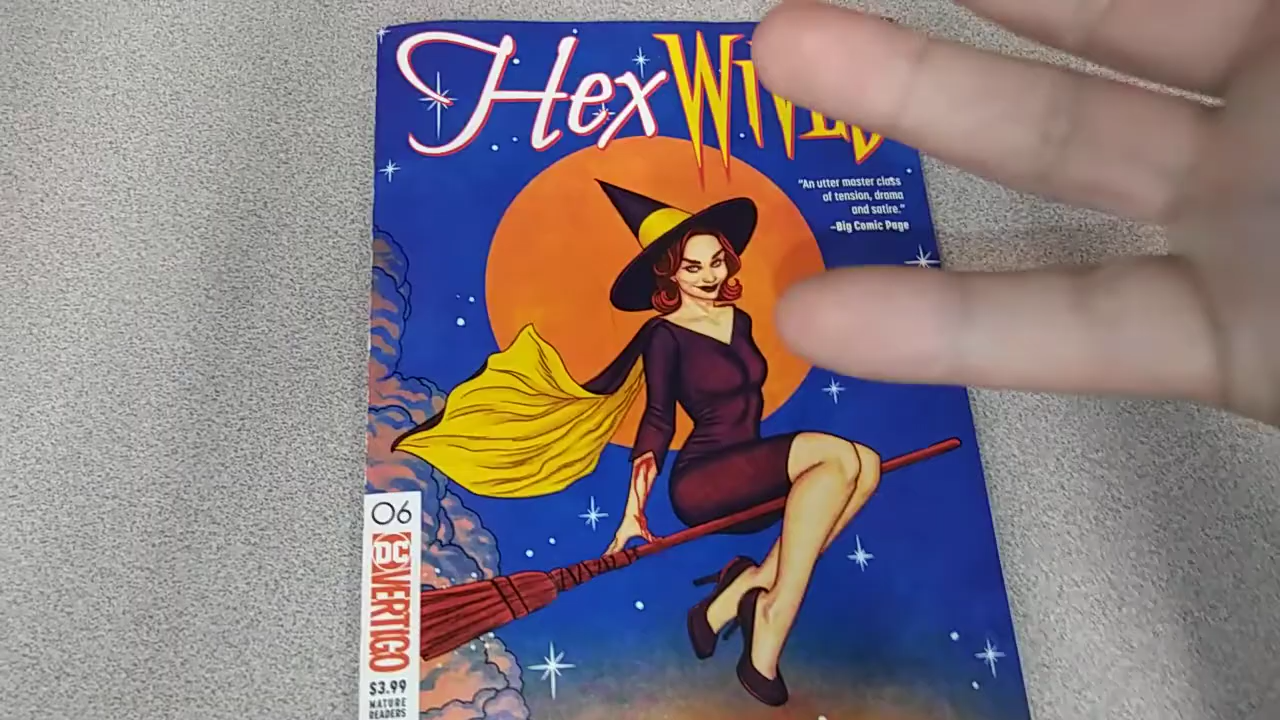 Hex WIVES
"An utter master class
of tension, drama
and satire."
–Big Comic Page
06
DC
VERTIGO
$3.99
MATURE
READERS